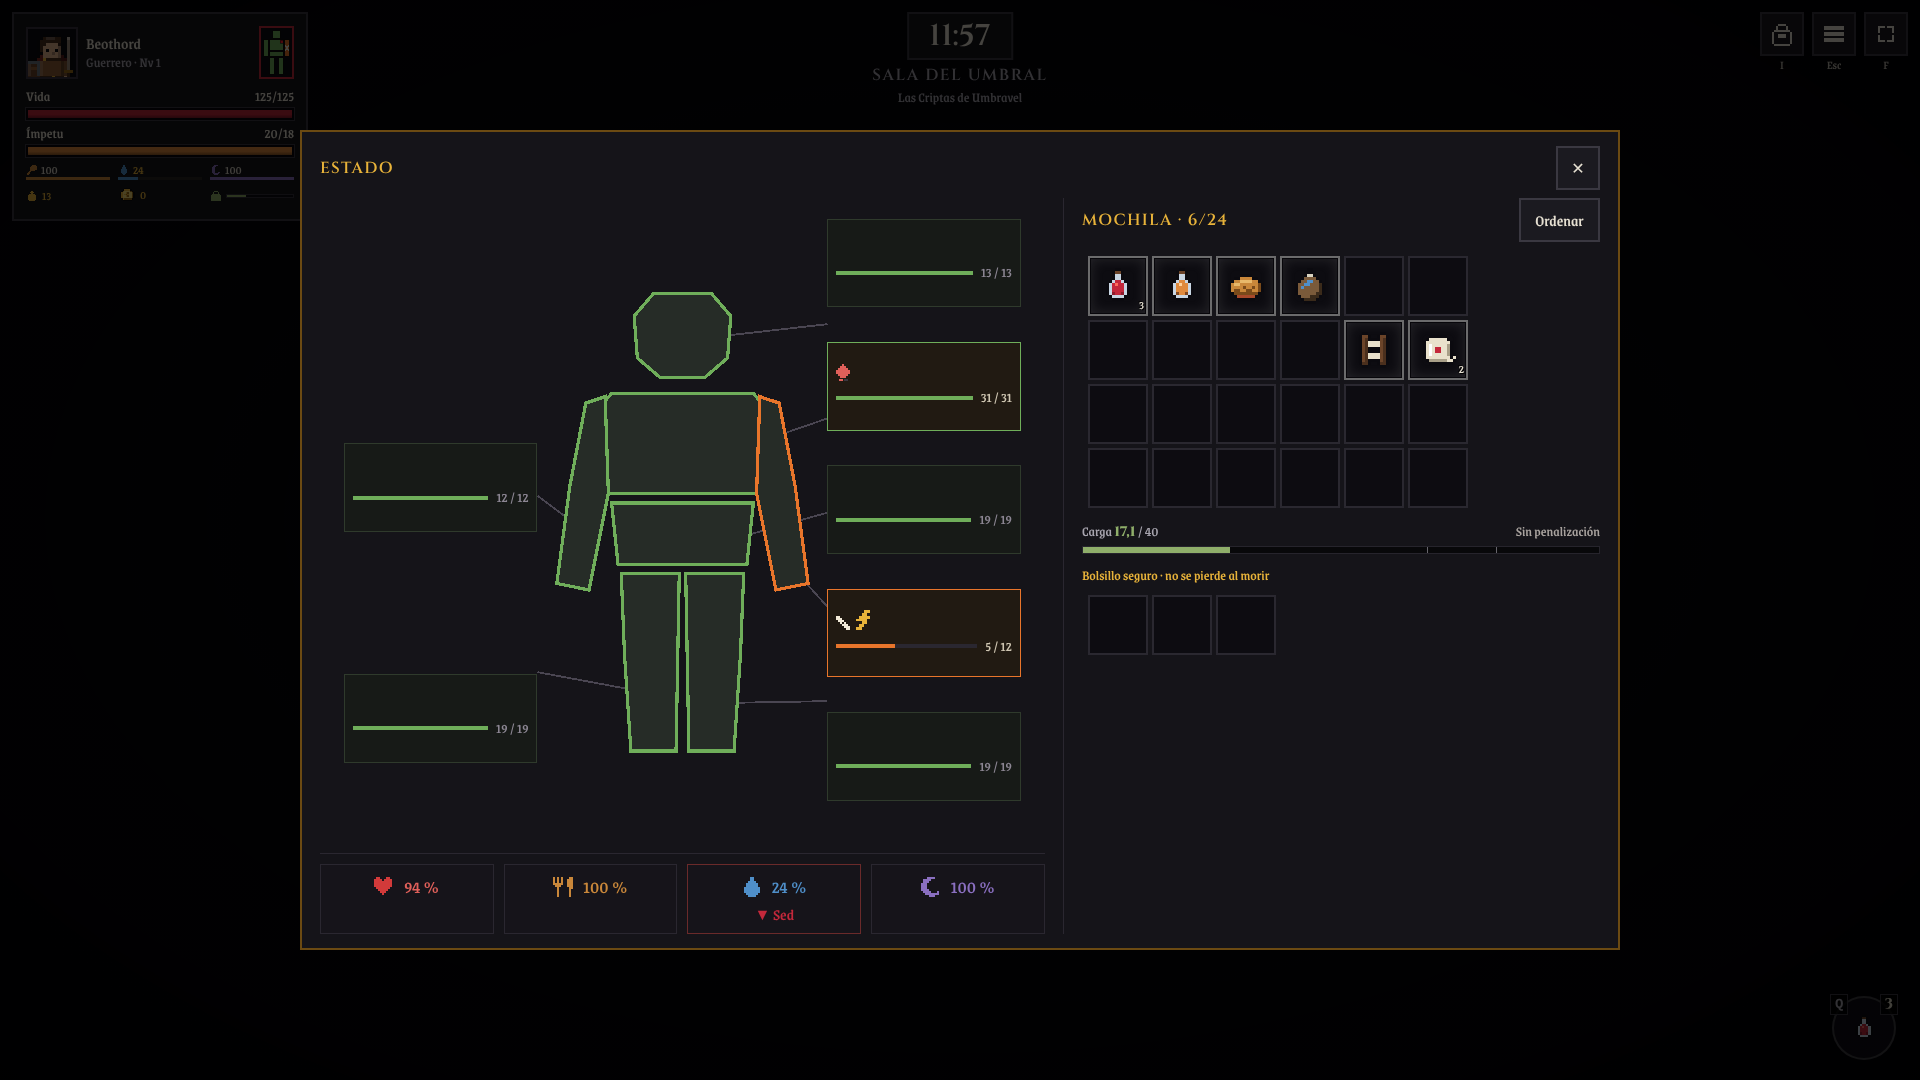 Beothord
Guerrero · Nv 1
Vida 125/125
Ímpetu 20/18
100 24 100
13 0
11:57
SALA DEL UMBRAL
Las Criptas de Umbravel
I Esc F
ESTADO
×
13 / 13
31 / 31
12 / 12
19 / 19
5 / 12
19 / 19
19 / 19
94 %
100 %
24 %
▼ Sed
100 %
MOCHILA · 6/24
Ordenar
3
2
Carga 17,1 / 40 Sin penalización
Bolsillo seguro · no se pierde al morir
Q 3